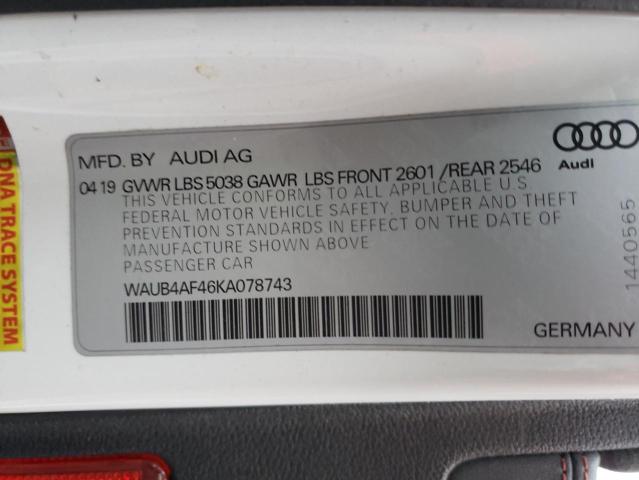 MFD. BY AUDI AG
04 19 GVWR LBS 5038 GAWR LBS FRONT 2601 /REAR 2546
THIS VEHICLE CONFORMS TO ALL APPLICABLE U.S
FEDERAL MOTOR VEHICLE SAFETY, BUMPER AND THEFT
PREVENTION STANDARDS IN EFFECT ON THE DATE OF
MANUFACTURE SHOWN ABOVE
PASSENGER CAR
WAUB4AF46KA078743
GERMANY
Audi
1440565
DNA TRACE SYSTEM